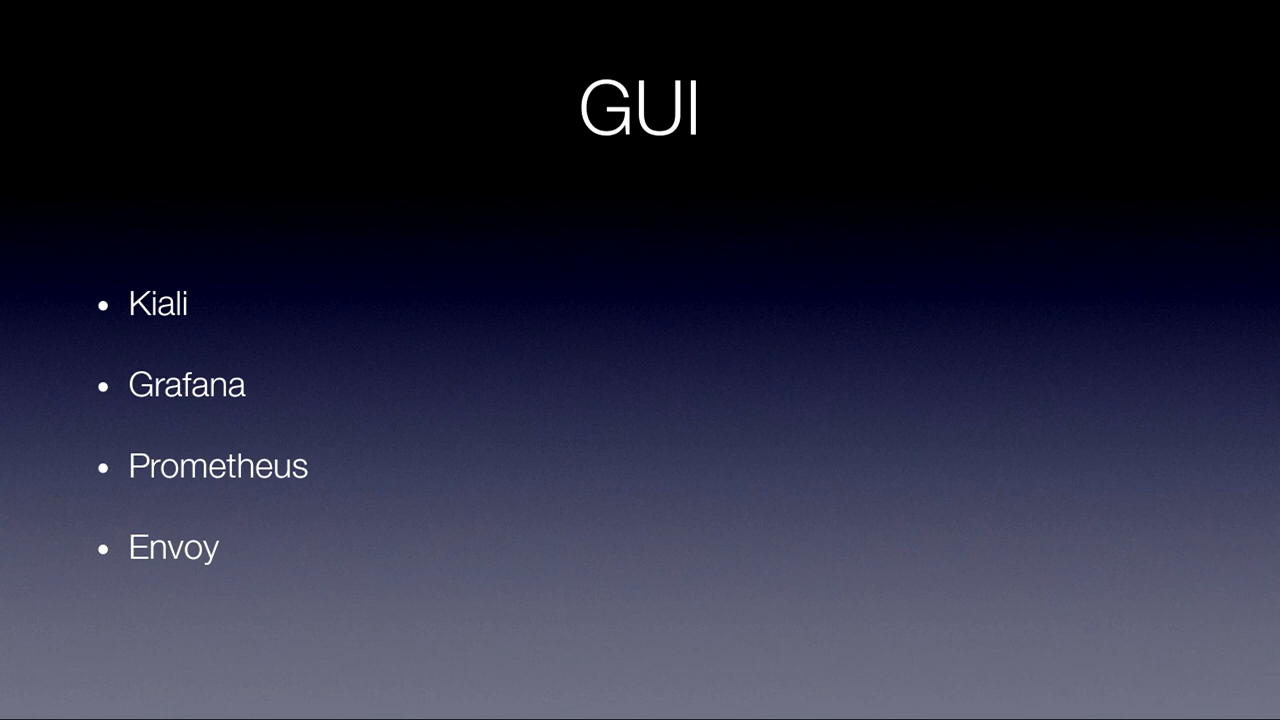 GUI
• Kiali
• Grafana
• Prometheus
• Envoy